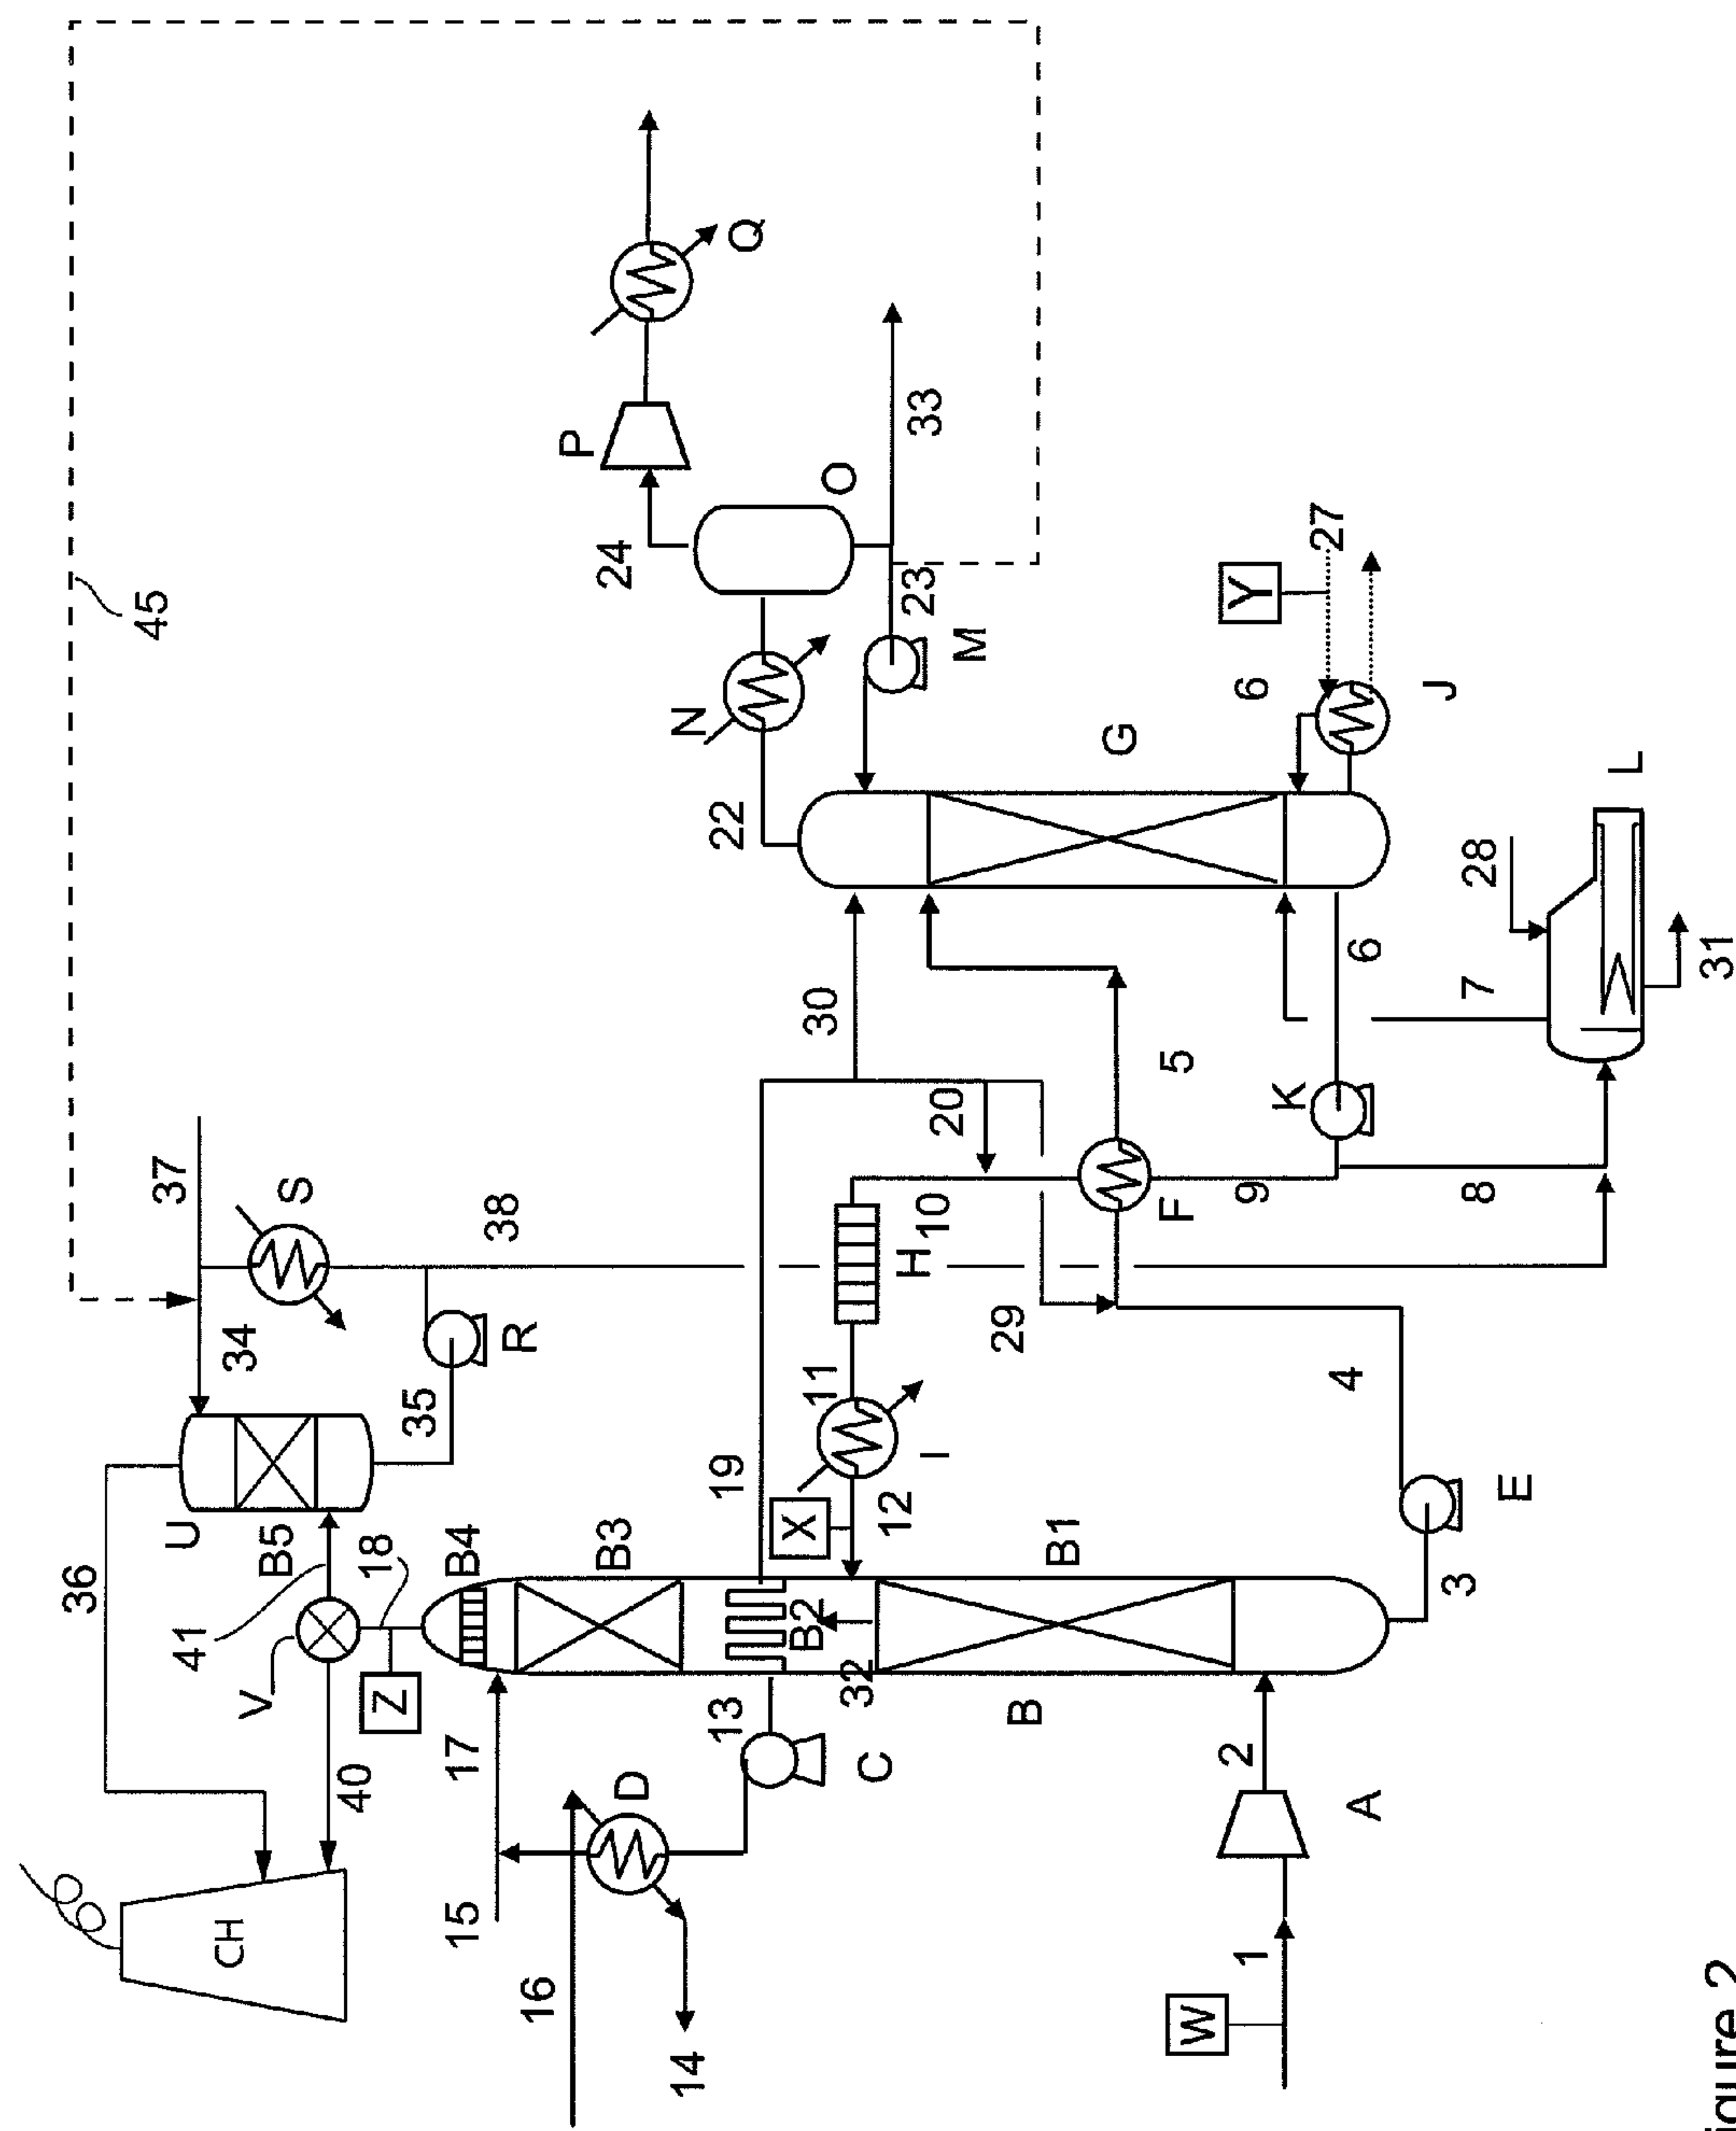 45
37
S
34
38
35
R
36
U
B5
41
V
18
Z
40
CH
B4
B3
17
15
16
D
14
13
C
19
X
12
11
I
H
10
B2
32
B1
B
2
A
1
W
3
E
4
29
20
30
5
F
9
K
8
6
7
28
L
31
G
22
N
M
23
O
24
P
Q
33
6
Y
27
J
igure 2